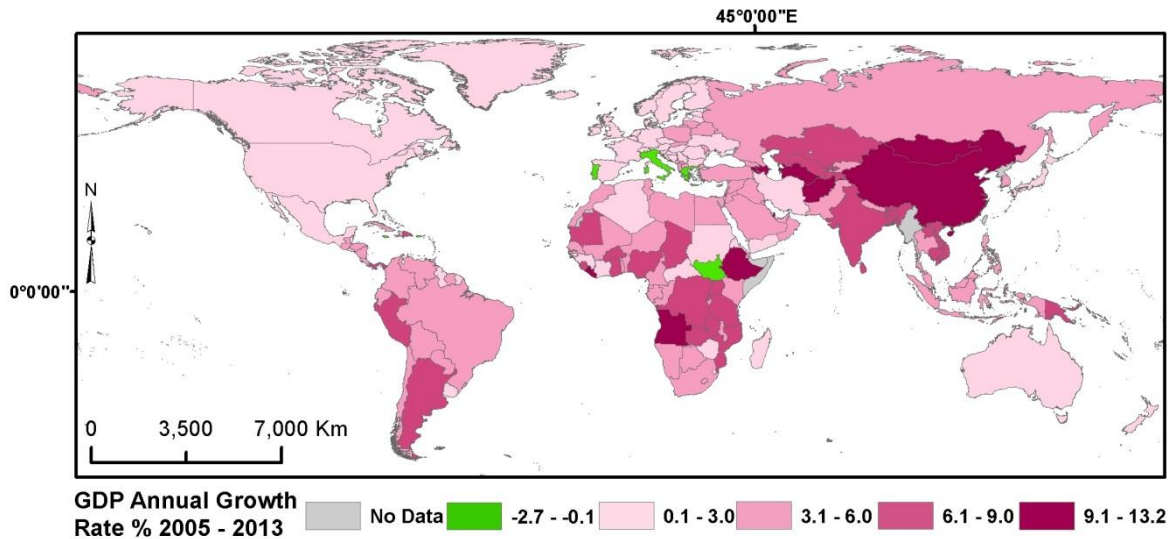 45°0'00"E
N
0°0'00"
0 3,500 7,000 Km
GDP Annual Growth
Rate % 2005 - 2013
No Data -2.7 - -0.1 0.1 - 3.0 3.1 - 6.0 6.1 - 9.0 9.1 - 13.2